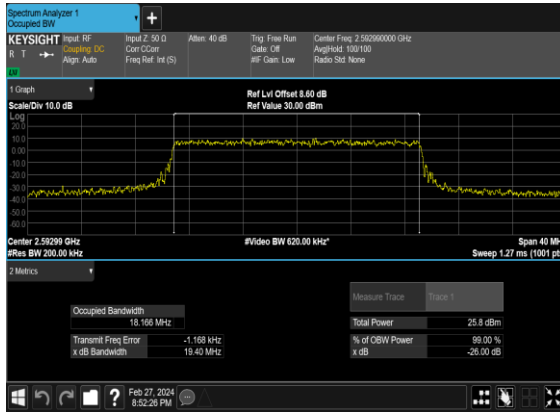 Spectrum Analyzer 1
Occupied BW
+
KEYSIGHT Input: RF Input Z: 50 Ω Atten: 40 dB Trig: Free Run Center Freq: 2.592990000 GHz
R T Coupling: DC Corr CCorr Gate: Off Avg|Hold: 100/100
Align: Auto Freq Ref: Int (S) #IF Gain: Low Radio Std: None
LXI
1 Graph
Scale/Div 10.0 dB Ref Lvl Offset 8.60 dB
Ref Value 30.00 dBm
Log
20.0
10.0
0.00
-10.0
-20.0
-30.0
-40.0
-50.0
-60.0
Center 2.59299 GHz #Video BW 620.00 kHz* Span 40 MH
#Res BW 200.00 kHz Sweep 1.27 ms (1001 pt
2 Metrics
Measure Trace Trace 1
Occupied Bandwidth
18.166 MHz Total Power 25.8 dBm
Transmit Freq Error -1.168 kHz % of OBW Power 99.00 %
x dB Bandwidth 19.40 MHz x dB -26.00 dB
? Feb 27, 2024
8:52:26 PM